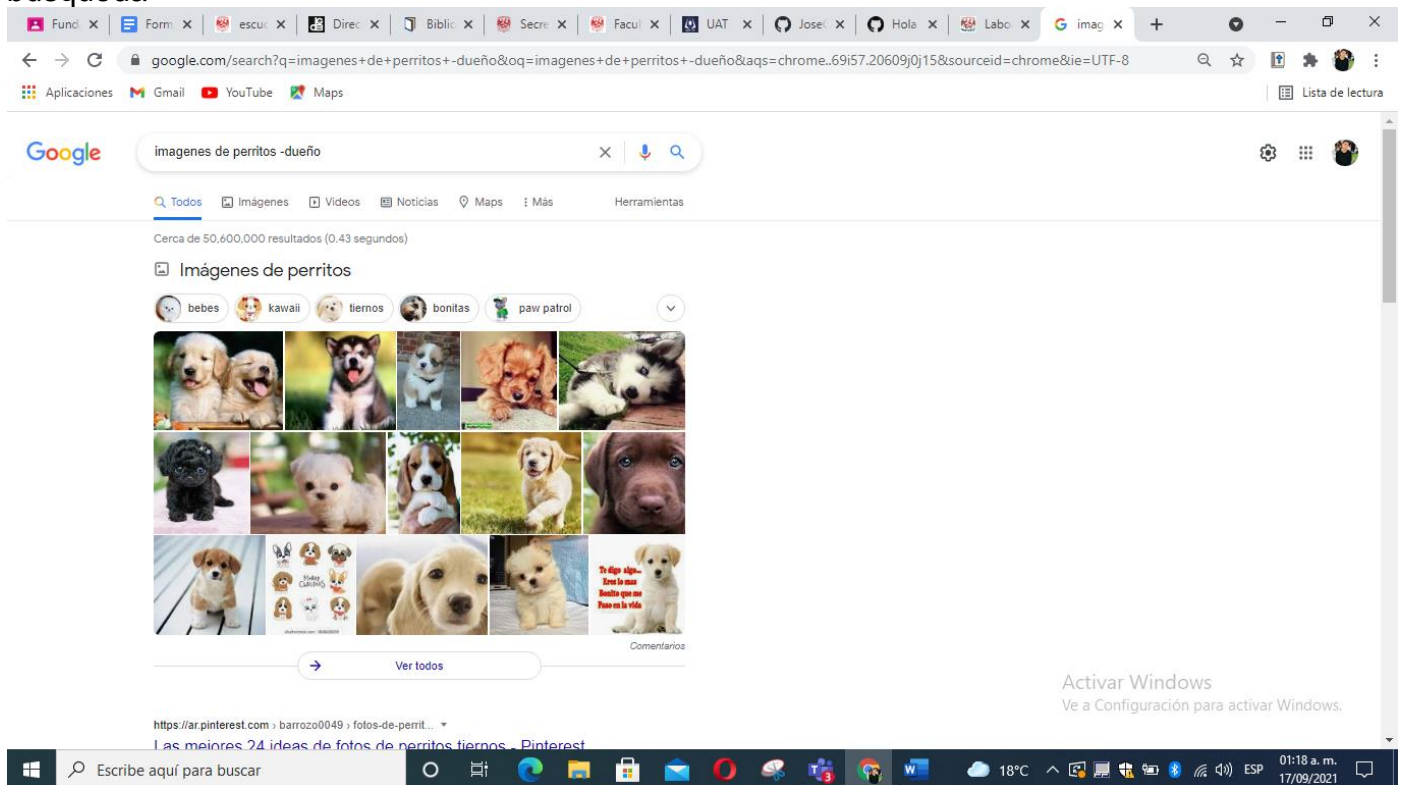 búsqueda
Fund
Form
escuc
Direc
Biblic
Secre
Facul
UAT
Jose
Hola
Labo
imag
google.com/search?q=imagenes+de+perritos+-dueño&oq=imagenes+de+perritos+-dueño&aqs=chrome..69i57.20609j0j15&sourceid=chrome&ie=UTF-8
Aplicaciones Gmail YouTube Maps Lista de lectura
Google imagenes de perritos -dueño
Todos Imágenes Videos Noticias Maps Más Herramientas
Cerca de 50,600,000 resultados (0.43 segundos)
Imágenes de perritos
bebes kawaii tiernos bonitas paw patrol
Te digo algo...
Eres lo mas
Bonito que me
Paso en la vida
Comentarios
Ver todos
Activar Windows
Ve a Configuración para activar Windows.
https://ar.pinterest.com › barrozo0049 › fotos-de-perrit...
Las mejores 24 ideas de fotos de perritos tiernos - Pinterest
Escribe aquí para buscar 18°C ESP 01:18 a. m.
17/09/2021